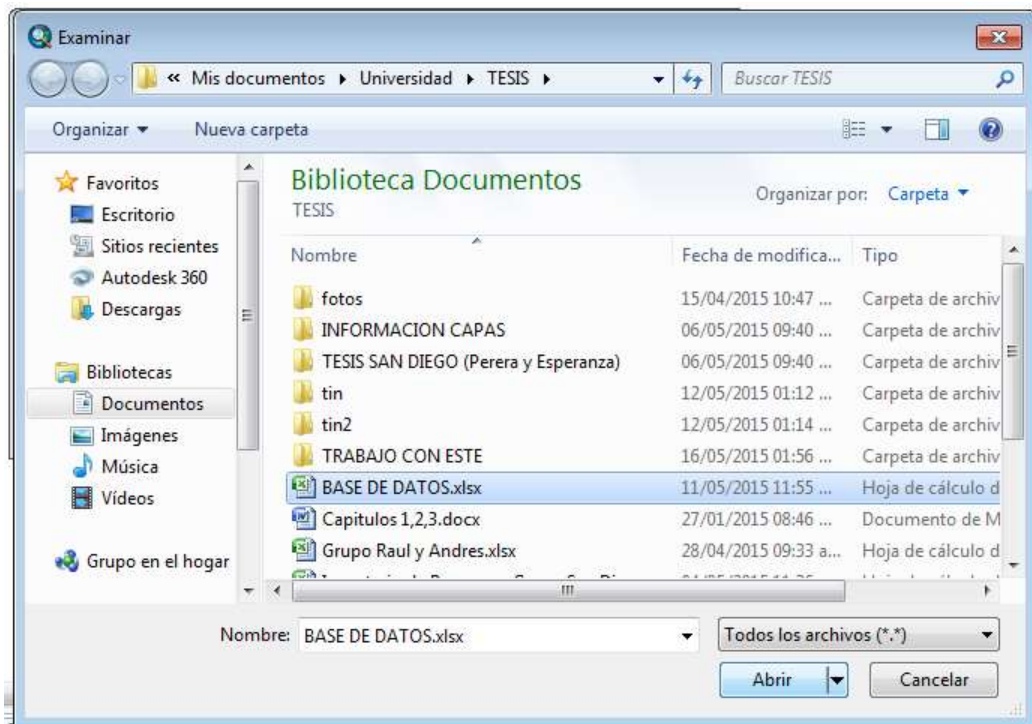 Examinar
« Mis documentos ▸ Universidad ▸ TESIS ▸ Buscar TESIS
Organizar ▾ Nueva carpeta
Favoritos
Escritorio
Sitios recientes
Autodesk 360
Descargas
Bibliotecas
Documentos
Imágenes
Música
Vídeos
Grupo en el hogar
Biblioteca Documentos
TESIS
Organizar por: Carpeta ▾
Nombre Fecha de modifica... Tipo
fotos 15/04/2015 10:47 ... Carpeta de archiv
INFORMACION CAPAS 06/05/2015 09:40 ... Carpeta de archiv
TESIS SAN DIEGO (Perera y Esperanza) 06/05/2015 09:40 ... Carpeta de archiv
tin 12/05/2015 01:12 ... Carpeta de archiv
tin2 12/05/2015 01:14 ... Carpeta de archiv
TRABAJO CON ESTE 16/05/2015 01:56 ... Carpeta de archiv
BASE DE DATOS.xlsx 11/05/2015 11:55 ... Hoja de cálculo d
Capitulos 1,2,3.docx 27/01/2015 08:46 ... Documento de M
Grupo Raul y Andres.xlsx 28/04/2015 09:33 a... Hoja de cálculo d
Nombre: BASE DE DATOS.xlsx Todos los archivos (*.*)
Abrir Cancelar